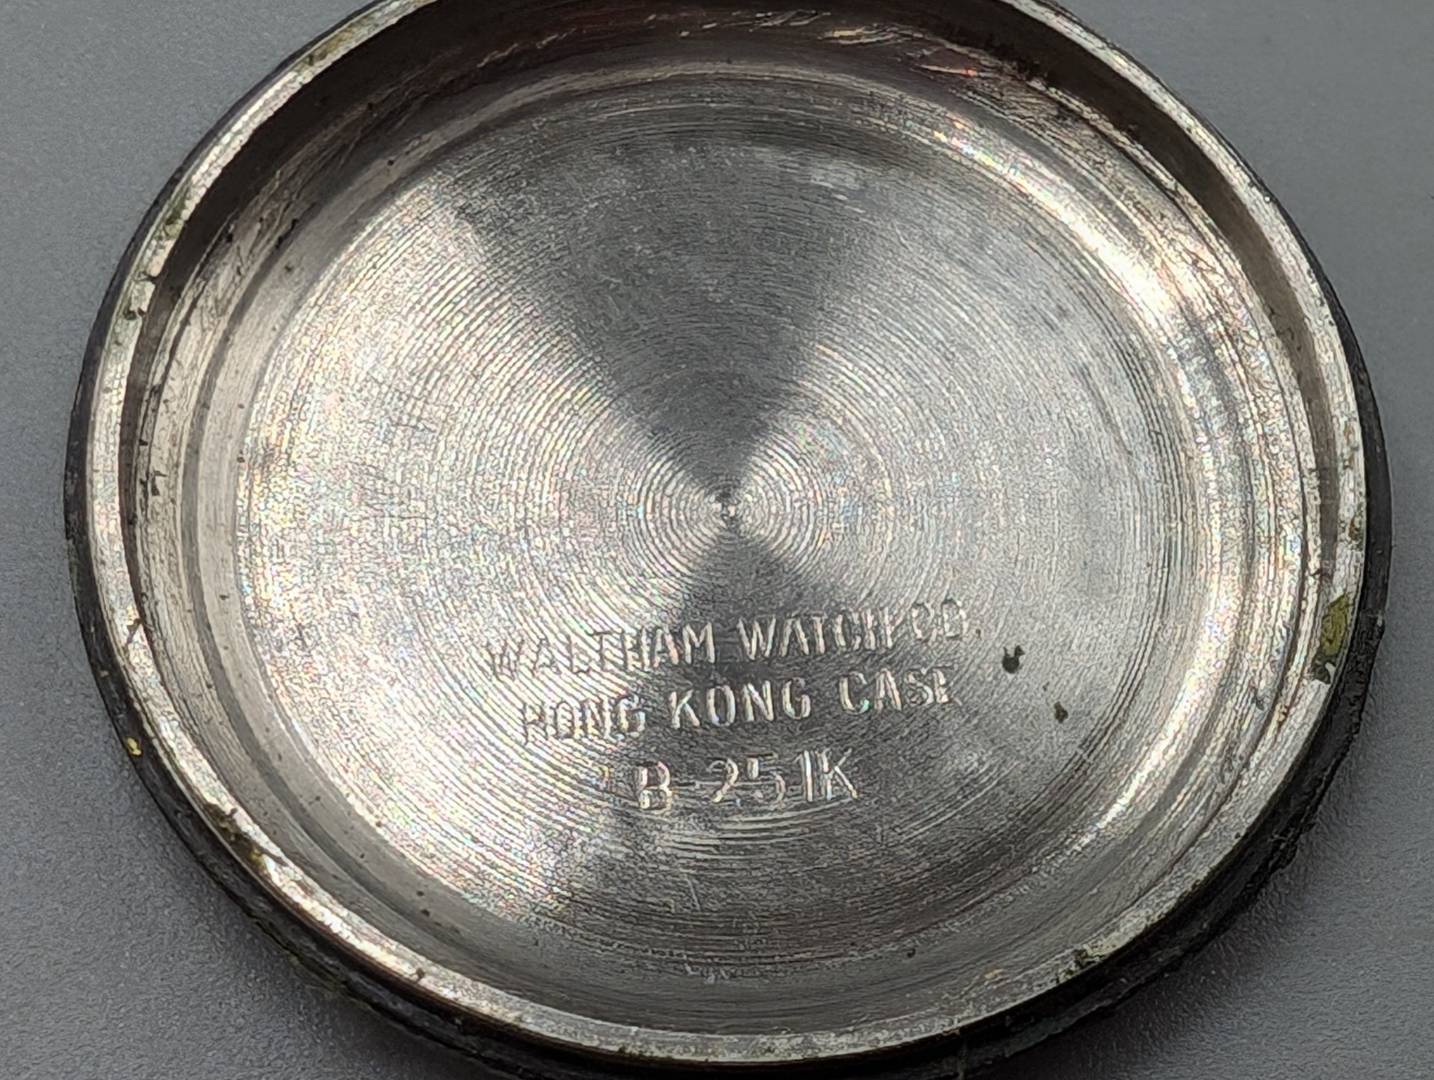 WALTHAM WATCH CO.
HONG KONG CASE
B-251K